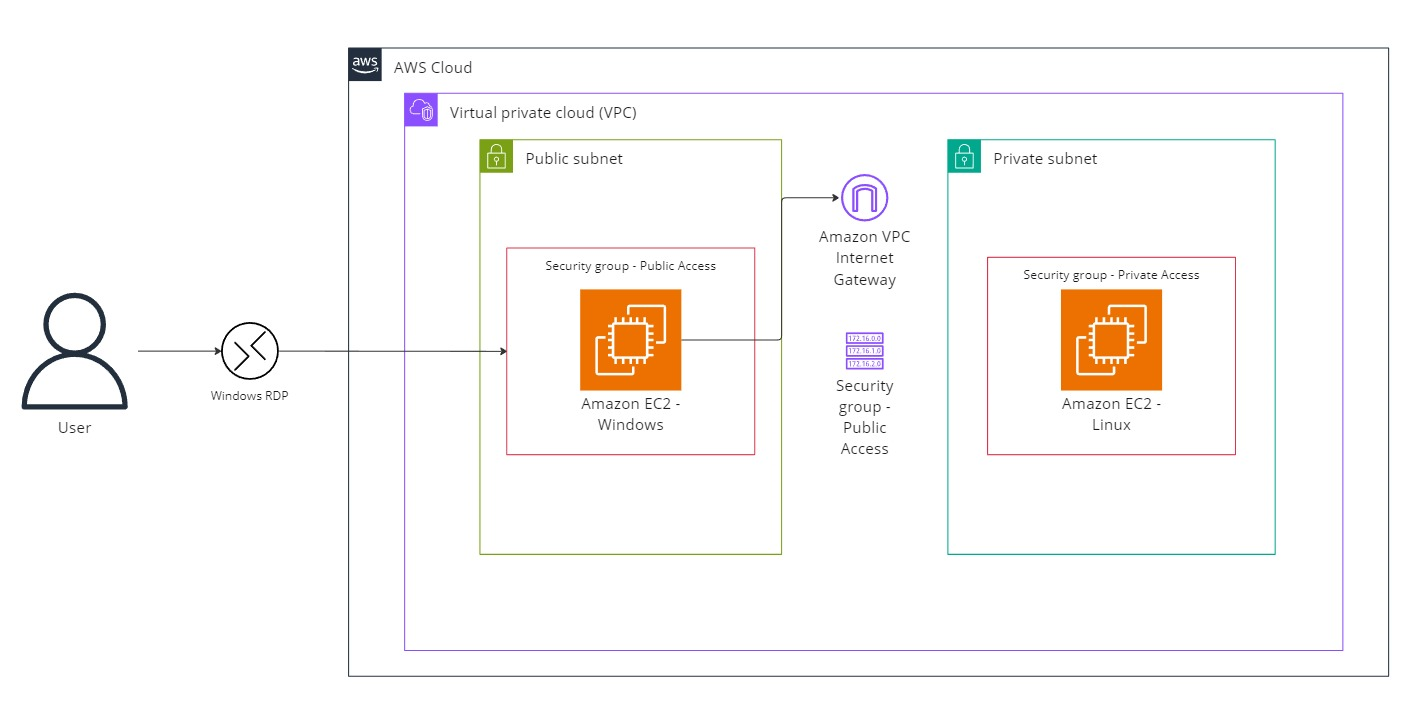 aws
AWS Cloud
Virtual private cloud (VPC)
Public subnet
Private subnet
Amazon VPC
Internet
Gateway
Security group - Public Access
Security group - Private Access
172.16.0.0
172.16.1.0
172.16.2.0
Windows RDP
Security
group -
Public
Access
Amazon EC2 -
Windows
Amazon EC2 -
Linux
User